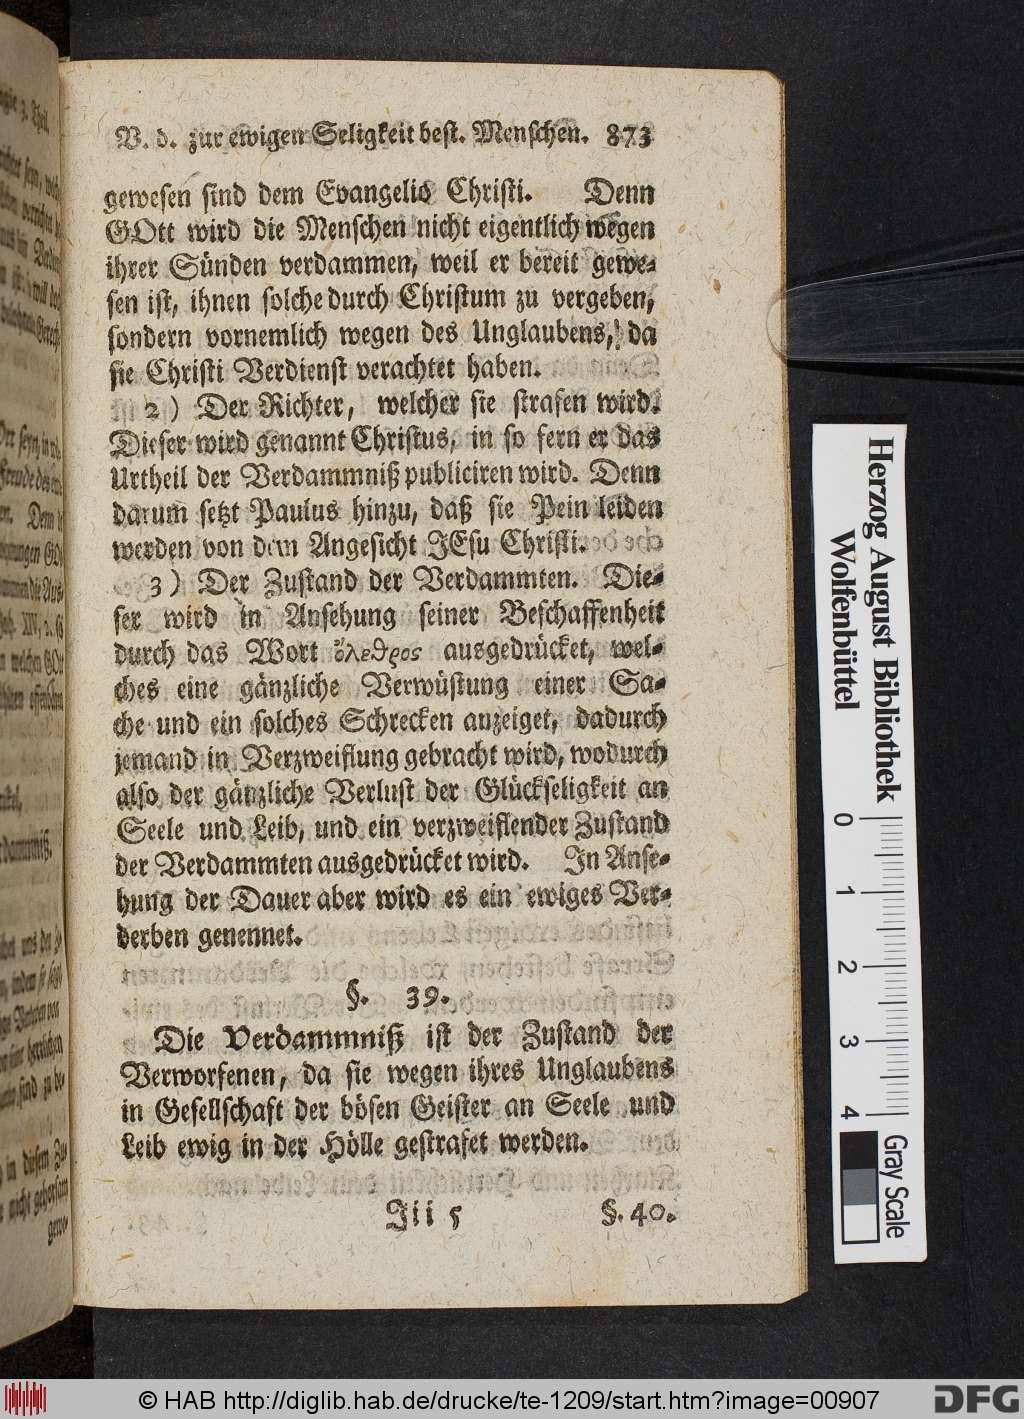 V. d. zur ewigen Seligkeit best. Menschen. 873
gewesen sind dem Evangelio Christi. Denn
GOtt wird die Menschen nicht eigentlich wegen
ihrer Sünden verdammen, weil er bereit gewe-
sen ist, ihnen solche durch Christum zu vergeben,
sondern vornemlich wegen des Unglaubens, da
sie Christi Verdienst verachtet haben.
2) Der Richter, welcher sie strafen wird.
Dieser wird genannt Christus, in so fern er das
Urtheil der Verdammniß publiciren wird. Denn
darum setzt Paulus hinzu, daß sie Pein leiden
werden von dem Angesicht JEsu Christi.
3) Der Zustand der Verdammten. Die-
ser wird in Ansehung seiner Beschaffenheit
durch das Wort ὄλεθρος ausgedrücket, wel-
ches eine gänzliche Verwüstung einer Sa-
che und ein solches Schrecken anzeiget, dadurch
jemand in Verzweiflung gebracht wird, wodurch
also der gänzliche Verlust der Glückseligkeit an
Seele und Leib, und ein verzweiflender Zustand
der Verdammten ausgedrücket wird. In Anse-
hung der Dauer aber wird es ein ewiges Ver-
derben genennet.
§. 39.
Die Verdammniß ist der Zustand der
Verworfenen, da sie wegen ihres Unglaubens
in Gesellschaft der bösen Geister an Seele und
Leib ewig in der Hölle gestrafet werden.
Iii 5 §. 40.
Herzog August Bibliothek
Wolfenbüttel
0 1 2 3 4
Gray Scale
© HAB http://diglib.hab.de/drucke/te-1209/start.htm?image=00907
DFG